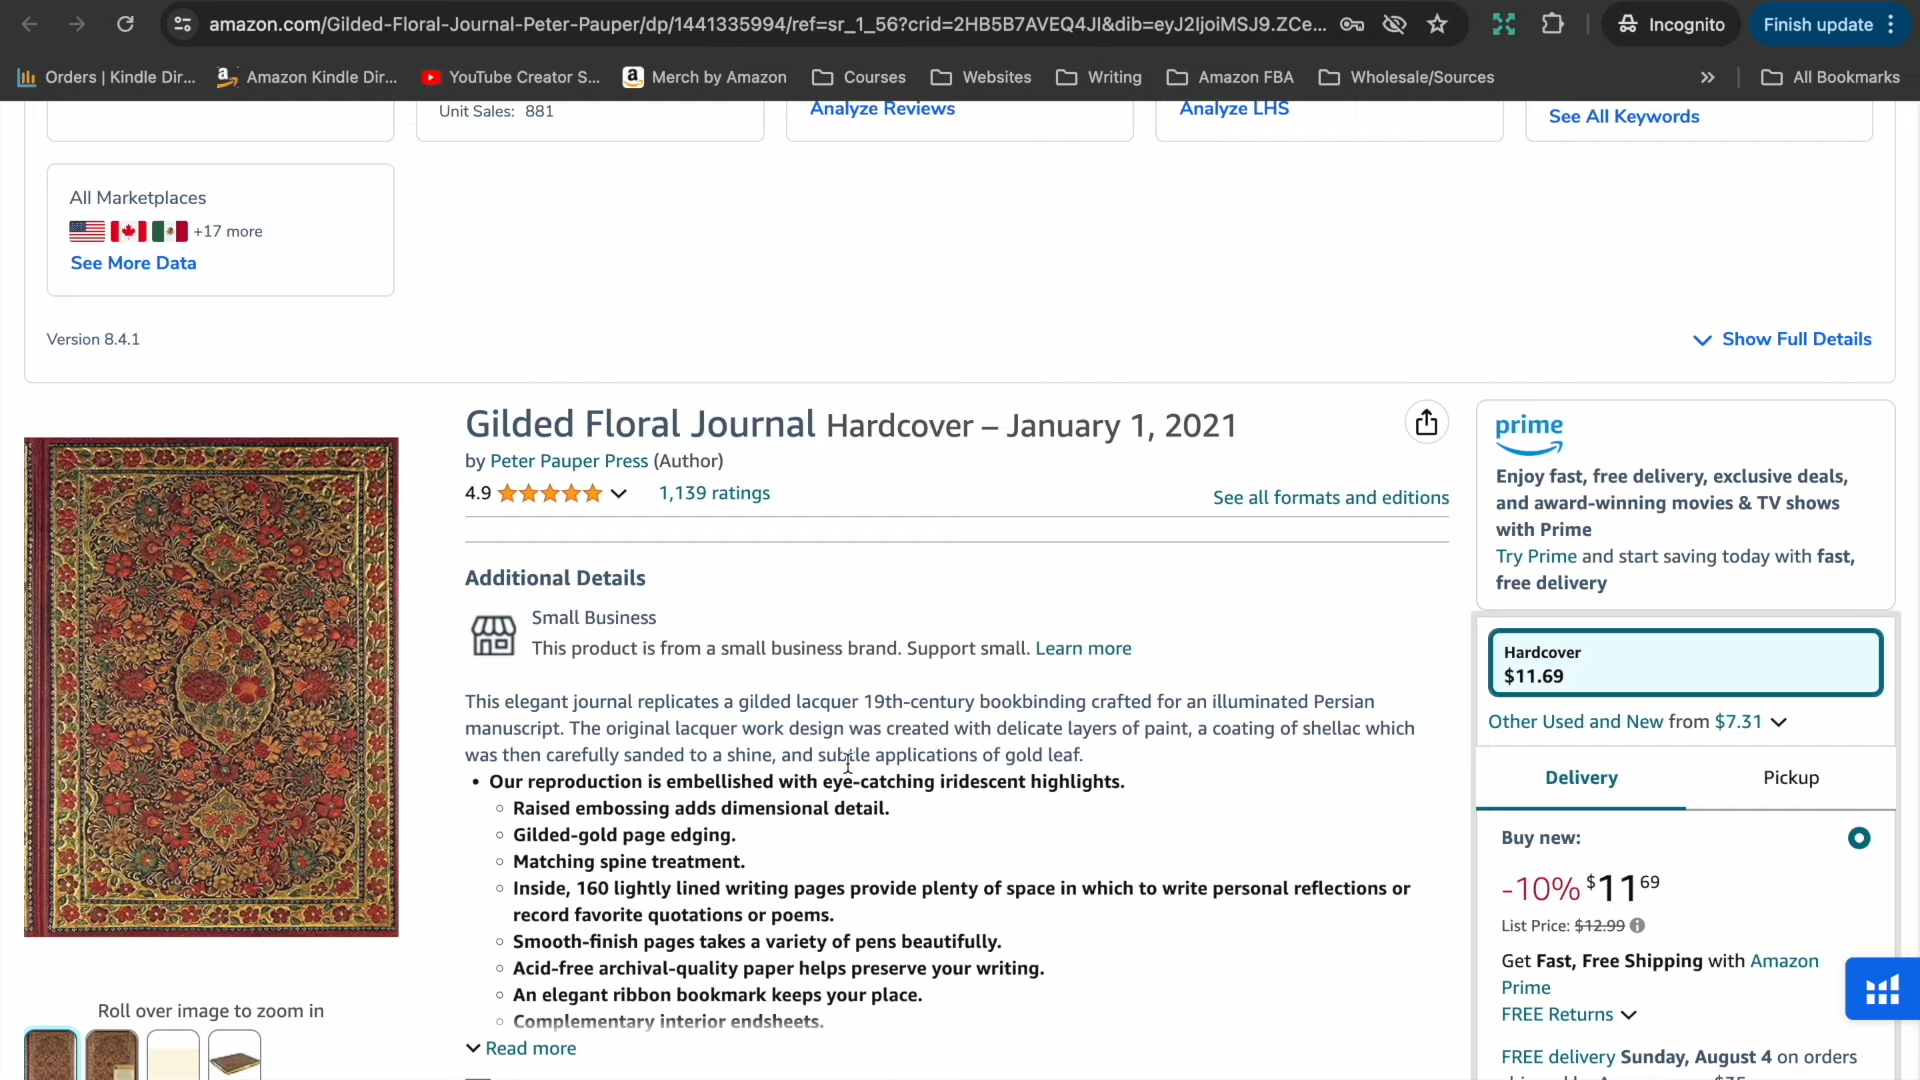 amazon.com/Gilded-Floral-Journal-Peter-Pauper/dp/1441335994/ref=sr_1_56?crid=2HB5B7AVEQ4JI&dib=eyJ2IjoiMSJ9.ZCe...
Incognito
Finish update
Orders | Kindle Dir...
Amazon Kindle Dir...
YouTube Creator S...
Merch by Amazon
Courses
Websites
Writing
Amazon FBA
Wholesale/Sources
All Bookmarks
Unit Sales: 881
Analyze Reviews
Analyze LHS
See All Keywords
All Marketplaces
+17 more
See More Data
Version 8.4.1
Show Full Details
Gilded Floral Journal Hardcover – January 1, 2021
by Peter Pauper Press (Author)
4.9
1,139 ratings
See all formats and editions
Additional Details
Small Business
This product is from a small business brand. Support small. Learn more
This elegant journal replicates a gilded lacquer 19th-century bookbinding crafted for an illuminated Persian
manuscript. The original lacquer work design was created with delicate layers of paint, a coating of shellac which
was then carefully sanded to a shine, and subtle applications of gold leaf.
• Our reproduction is embellished with eye-catching iridescent highlights.
○ Raised embossing adds dimensional detail.
○ Gilded-gold page edging.
○ Matching spine treatment.
○ Inside, 160 lightly lined writing pages provide plenty of space in which to write personal reflections or
record favorite quotations or poems.
○ Smooth-finish pages takes a variety of pens beautifully.
○ Acid-free archival-quality paper helps preserve your writing.
○ An elegant ribbon bookmark keeps your place.
○ Complementary interior endsheets.
Read more
Roll over image to zoom in
prime
Enjoy fast, free delivery, exclusive deals,
and award-winning movies & TV shows
with Prime
Try Prime and start saving today with fast,
free delivery
Hardcover
$11.69
Other Used and New from $7.31
Delivery
Pickup
Buy new:
-10% $11 69
List Price: $12.99
Get Fast, Free Shipping with Amazon
Prime
FREE Returns
FREE delivery Sunday, August 4 on orders